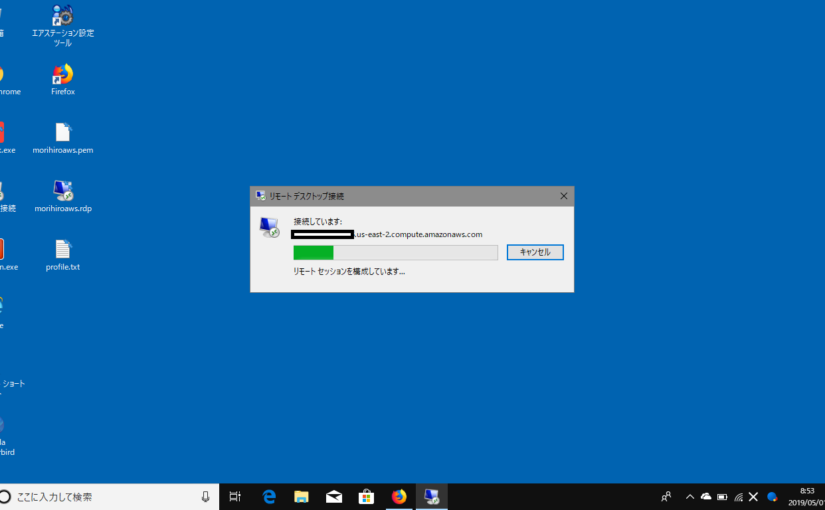 エアステーション設定
ツール
hrome
Firefox
.exe
morihiroaws.pem
接続
morihiroaws.rdp
n.exe
profile.txt
e
ショート
la
bird
リモート デスクトップ接続
接続しています:
.us-east-2.compute.amazonaws.com
キャンセル
リモート セッションを構成しています...
ここに入力して検索
8:53
2019/05/01